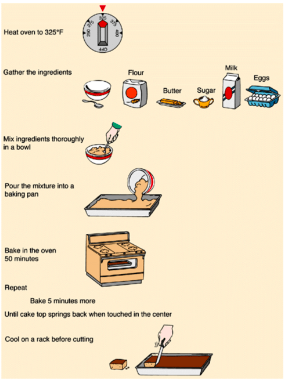 Heat oven to 325°F
Gather the ingredients
Flour
Butter
Sugar
Milk
Eggs
Mix ingredients thoroughly
in a bowl
Pour the mixture into a
baking pan
Bake in the oven
50 minutes
Repeat
Bake 5 minutes more
Until cake top springs back when touched in the center
Cool on a rack before cutting